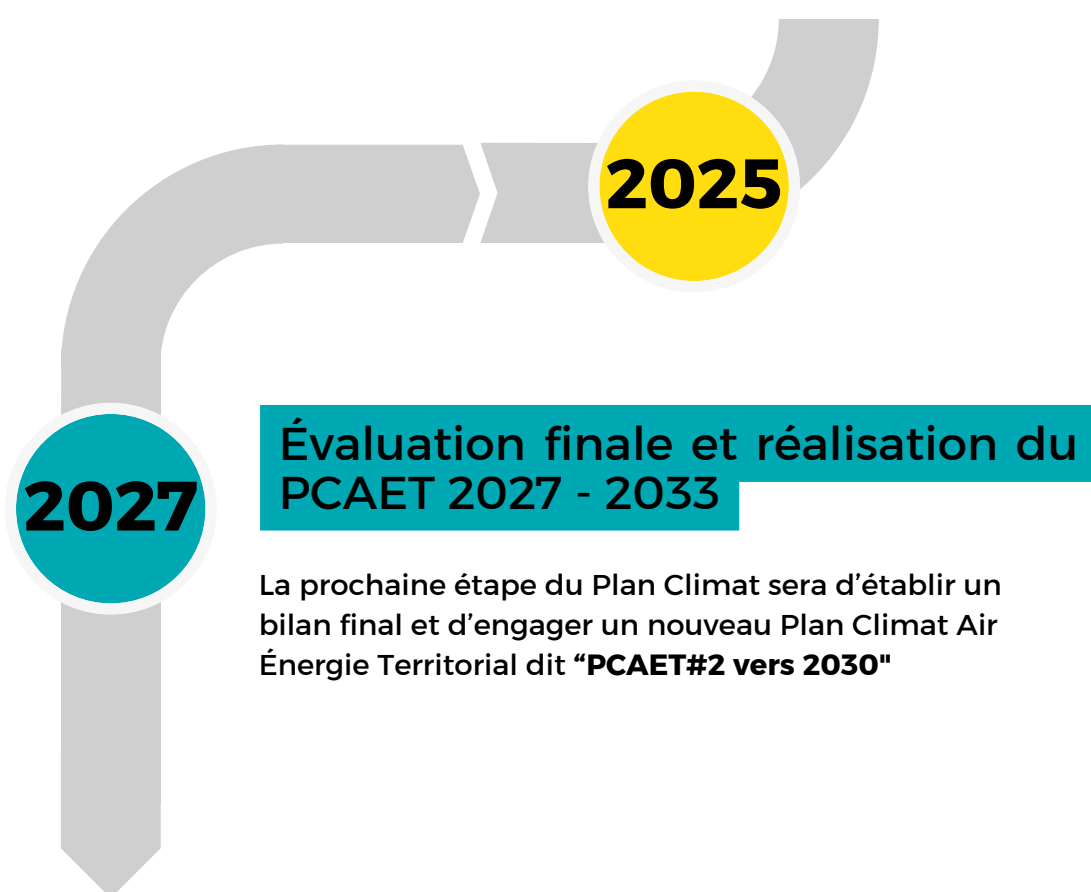 2025
2027
Évaluation finale et réalisation du
PCAET 2027 - 2033
La prochaine étape du Plan Climat sera d’établir un
bilan final et d’engager un nouveau Plan Climat Air
Énergie Territorial dit “PCAET#2 vers 2030"